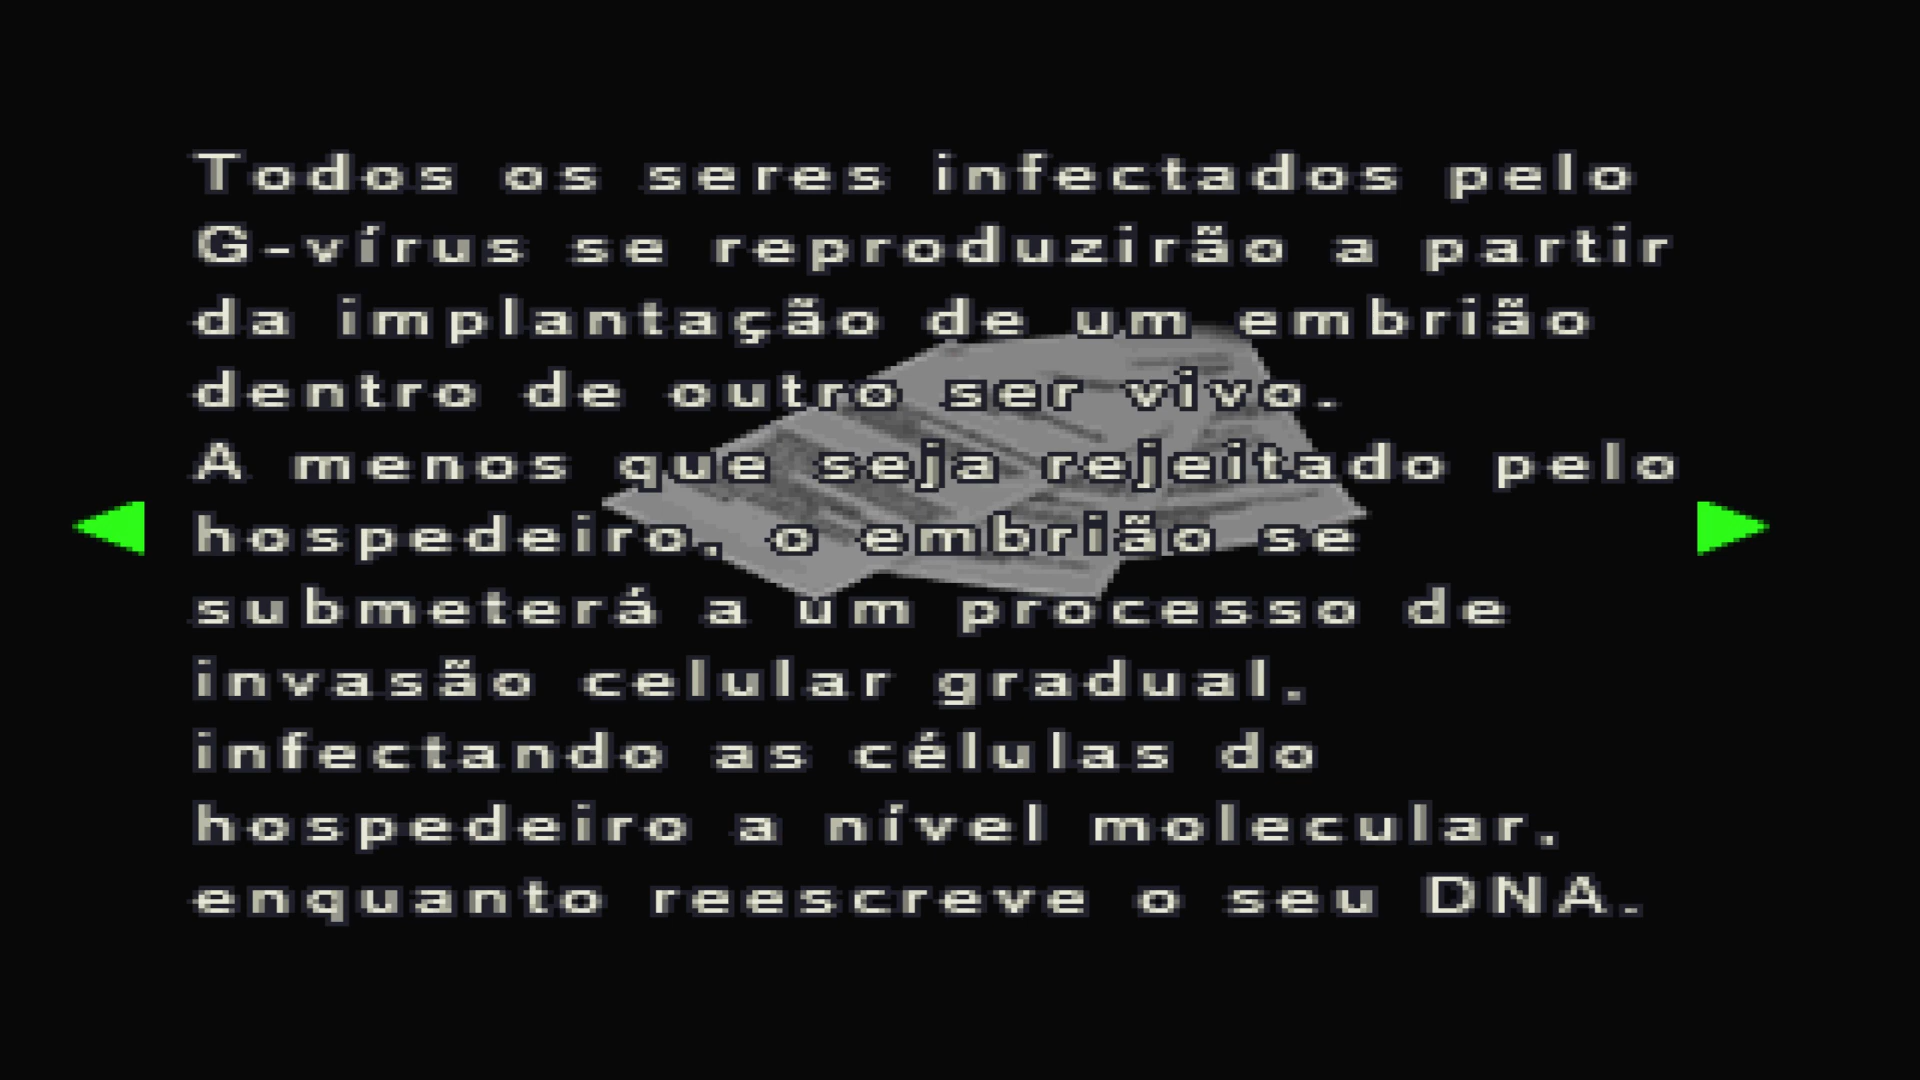 Todos os seres infectados pelo
G-vírus se reproduzirão a partir
da implantação de um embrião
dentro de outro ser vivo.
A menos que seja rejeitado pelo
hospedeiro, o embrião se
submeterá a um processo de
invasão celular gradual,
infectando as células do
hospedeiro a nível molecular,
enquanto reescreve o seu DNA.